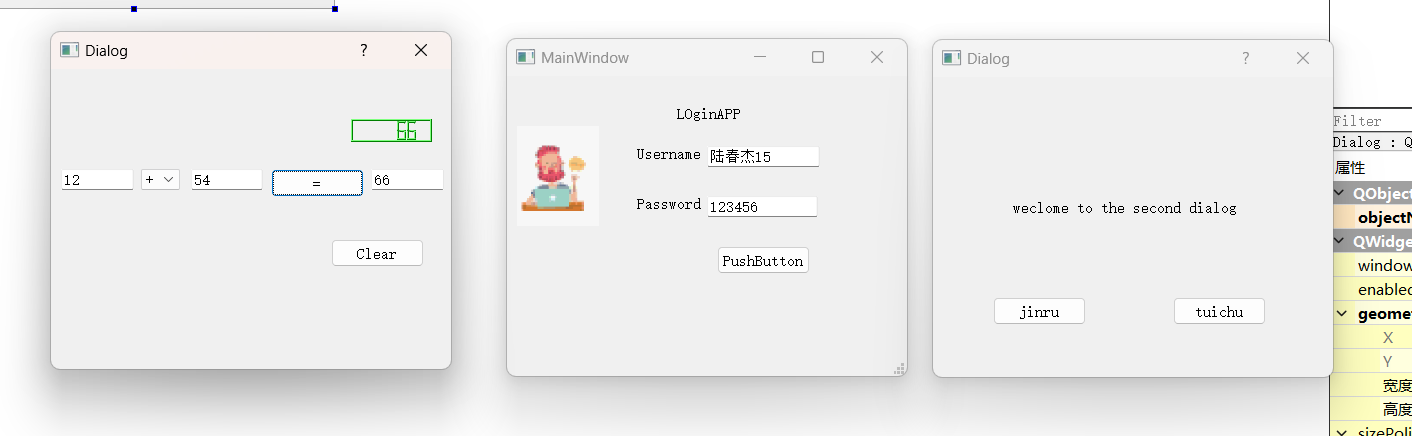 Dialog
?
66
12
+
54
=
66
Clear
MainWindow
LOginAPP
Username 陆春杰15
Password 123456
PushButton
Dialog
?
weclome to the second dialog
jinru
tuichu
Filter
Dialog : Q
属性
QObject
objectN
QWidge
window
enabled
geome
X
Y
宽度
高度
sizePoli